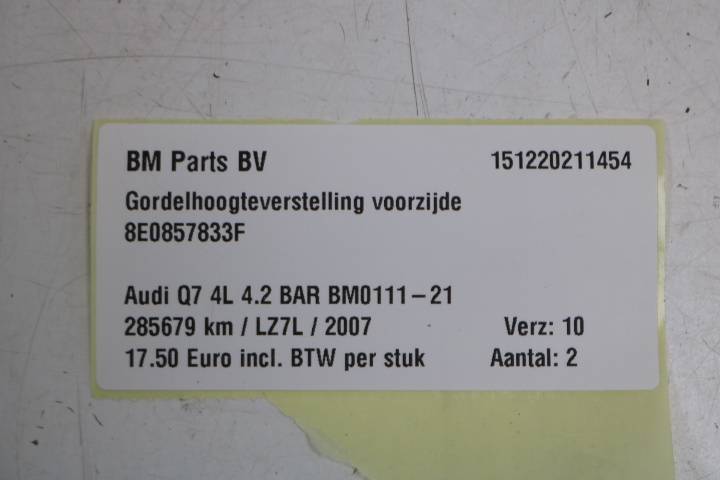 BM Parts BV 151220211454
Gordelhoogteverstelling voorzijde
8E0857833F
Audi Q7 4L 4.2 BAR BM0111-21
285679 km / LZ7L / 2007 Verz: 10
17.50 Euro incl. BTW per stuk Aantal: 2